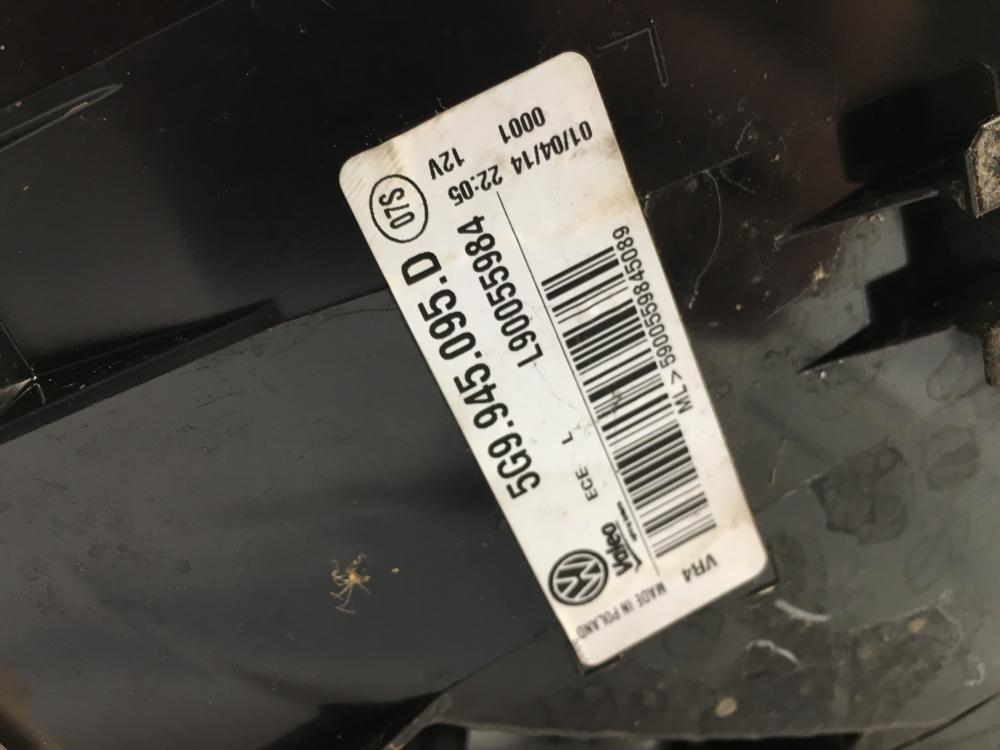 VW Valeo
MADE IN POLAND
5G9.945.095.D 07S
ECE L L90055984 12V
22:05
01/04/14
0001
ML>5900559845089
VR4